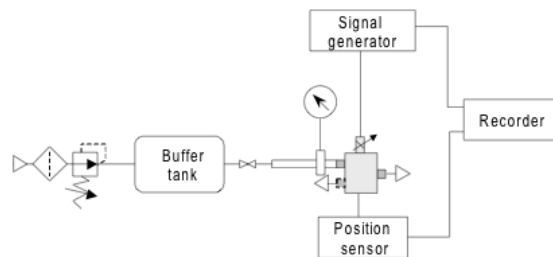 Signal
generator
Recorder
Buffer
tank
Position
sensor